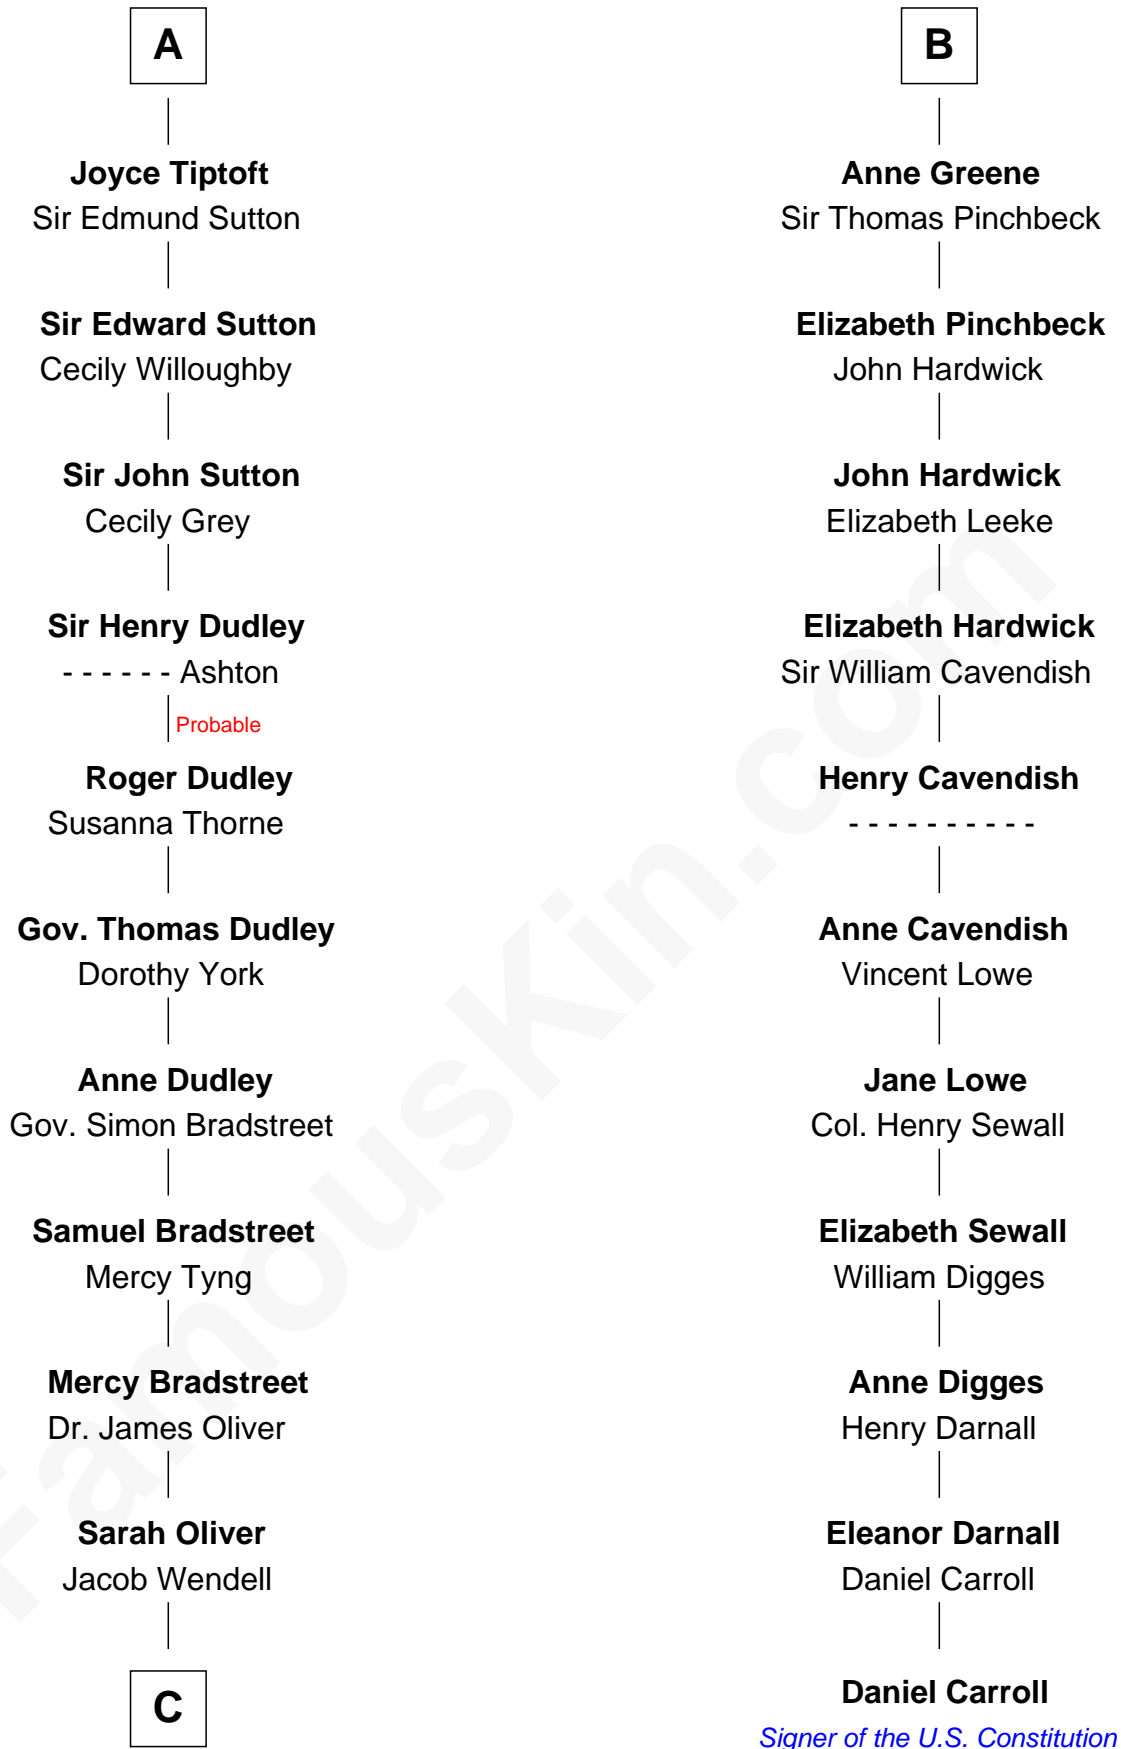 A
Joyce Tiptoft
Sir Edmund Sutton
Sir Edward Sutton
Cecily Willoughby
Sir John Sutton
Cecily Grey
Sir Henry Dudley
- - - - - - Ashton
Probable
Roger Dudley
Susanna Thorne
Gov. Thomas Dudley
Dorothy York
Anne Dudley
Gov. Simon Bradstreet
Samuel Bradstreet
Mercy Tyng
Mercy Bradstreet
Dr. James Oliver
Sarah Oliver
Jacob Wendell
C
B
Anne Greene
Sir Thomas Pinchbeck
Elizabeth Pinchbeck
John Hardwick
John Hardwick
Elizabeth Leeke
Elizabeth Hardwick
Sir William Cavendish
Henry Cavendish
- - - - - - - - - -
Anne Cavendish
Vincent Lowe
Jane Lowe
Col. Henry Sewall
Elizabeth Sewall
William Digges
Anne Digges
Henry Darnall
Eleanor Darnall
Daniel Carroll
Daniel Carroll
Signer of the U.S. Constitution
FamousKin.com